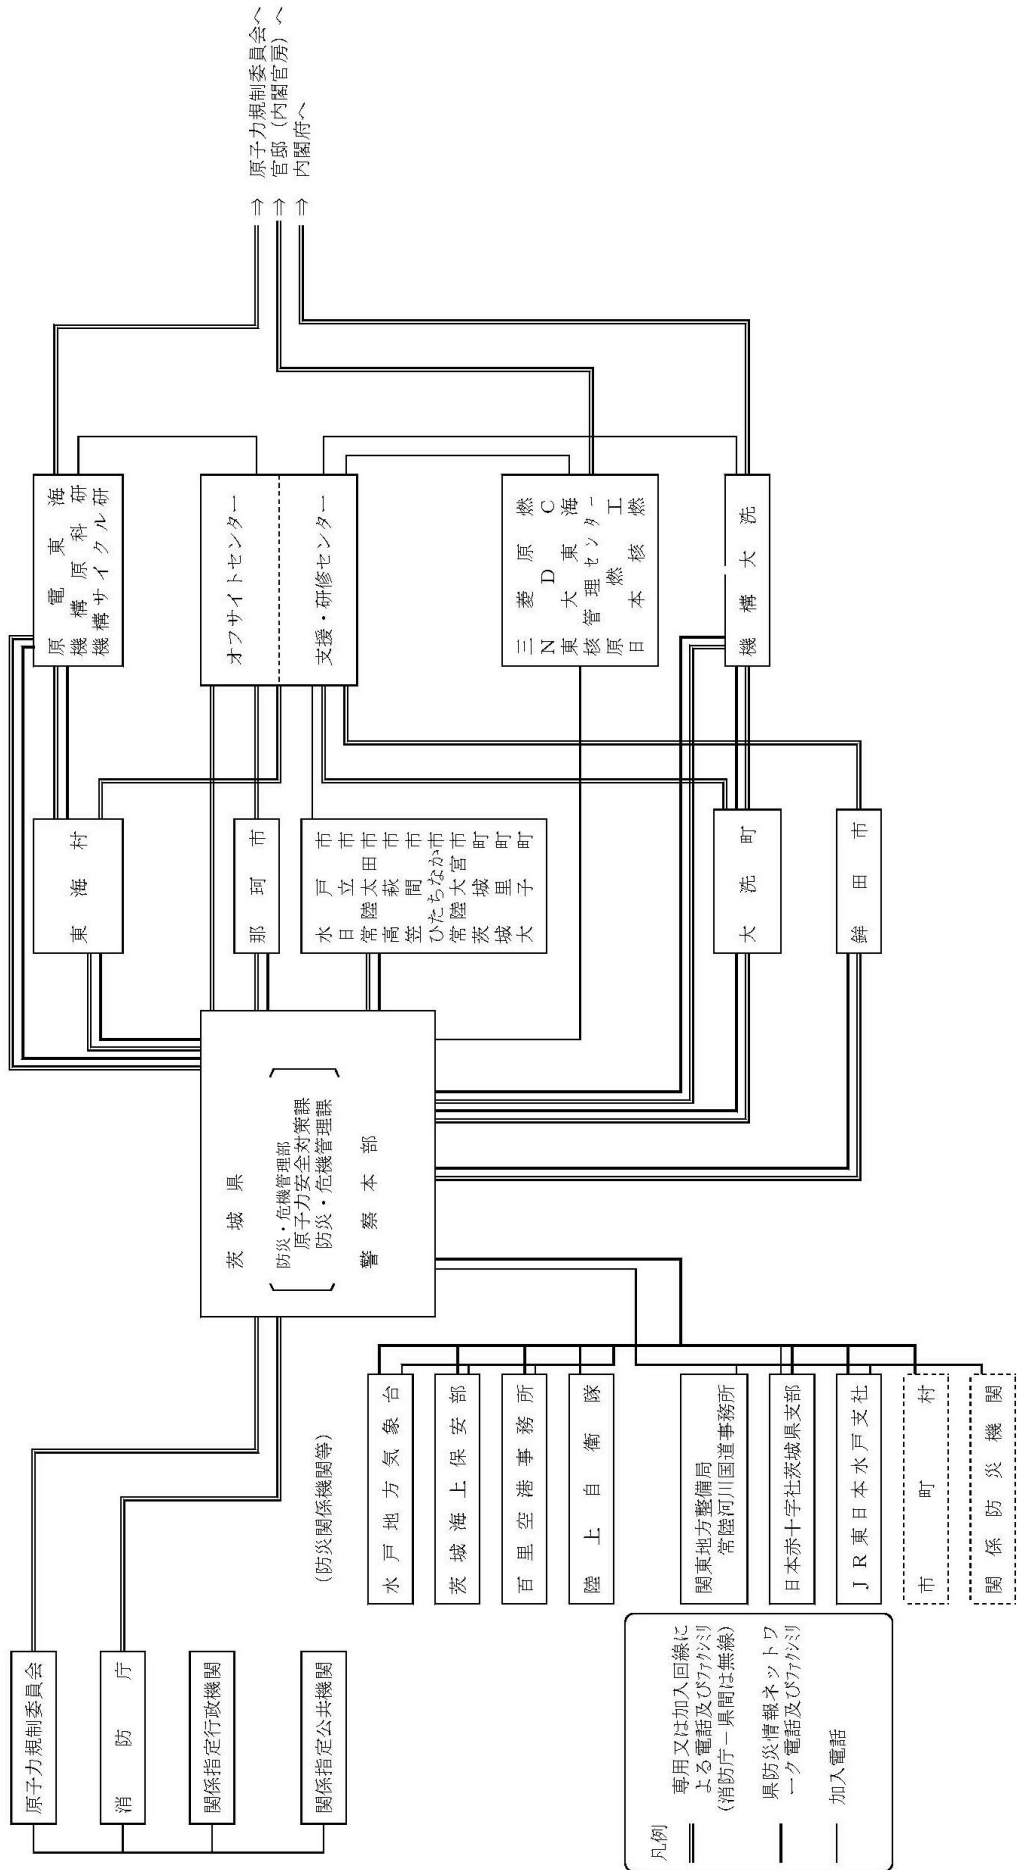 原子力規制委員会
消防庁
関係指定行政機関
関係指定公共機関
(防災関係機関等)
水戸地方気象台
茨城海上保安部
百里空港事務所
陸上自衛隊
関東地方整備局
常陸河川国道事務所
日本赤十字社茨城県支部
JR東日本水戸支社
市町村
関係防災機関
茨城県
防災・危機管理部
原子力安全対策課
防災・危機管理課
警察本部
東海村
那珂市
水戸市
日立市
常陸太田市
高萩市
笠間市
ひたちなか市
常陸大宮市
茨城町
城里町
大子町
大洗町
鉾田市
原電東海
機構原科研
機構サイクル研
オフサイトセンター
支援・研修センター
三菱原燃
NDC
東大東海
核管理センター
原燃工
日本核燃
機構大洗
⇒ 原子力規制委員会へ
⇒ 官邸(内閣官房)へ
⇒ 内閣府へ
凡例
専用又は加入回線に
よる電話及びファクシミリ
(消防庁－県間は無線)
県防災情報ネットワ
ーク電話及びファクシミリ
加入電話